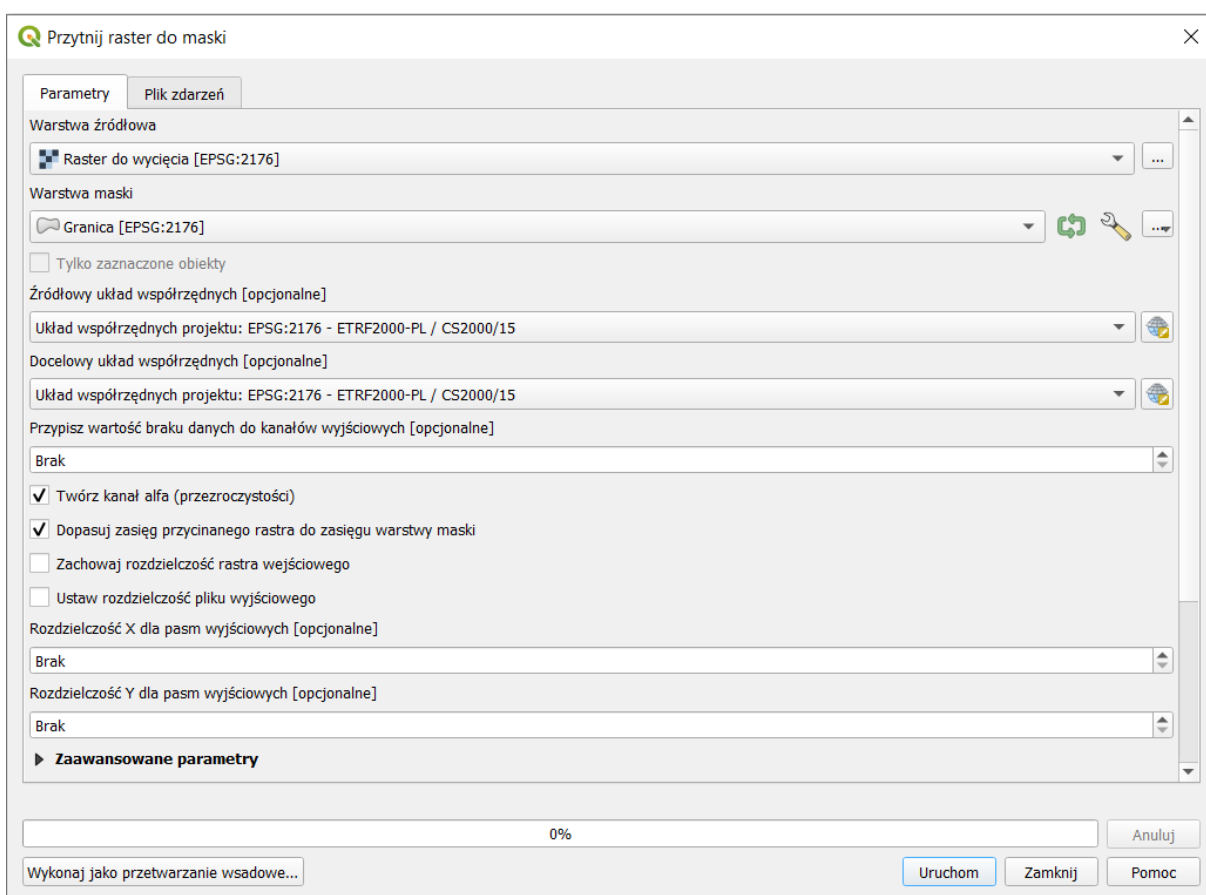 Przytnij raster do maski
Parametry
Plik zdarzeń
Warstwa źródłowa
Raster do wycięcia [EPSG:2176]
...
Warstwa maski
Granica [EPSG:2176]
...
Tylko zaznaczone obiekty
Źródłowy układ współrzędnych [opcjonalne]
Układ współrzędnych projektu: EPSG:2176 - ETRF2000-PL / CS2000/15
Docelowy układ współrzędnych [opcjonalne]
Układ współrzędnych projektu: EPSG:2176 - ETRF2000-PL / CS2000/15
Przypisz wartość braku danych do kanałów wyjściowych [opcjonalne]
Brak
Twórz kanał alfa (przezroczystości)
Dopasuj zasięg przycinanego rastra do zasięgu warstwy maski
Zachowaj rozdzielczość rastra wejściowego
Ustaw rozdzielczość pliku wyjściowego
Rozdzielczość X dla pasm wyjściowych [opcjonalne]
Brak
Rozdzielczość Y dla pasm wyjściowych [opcjonalne]
Brak
Zaawansowane parametry
0%
Anuluj
Wykonaj jako przetwarzanie wsadowe...
Uruchom
Zamknij
Pomoc